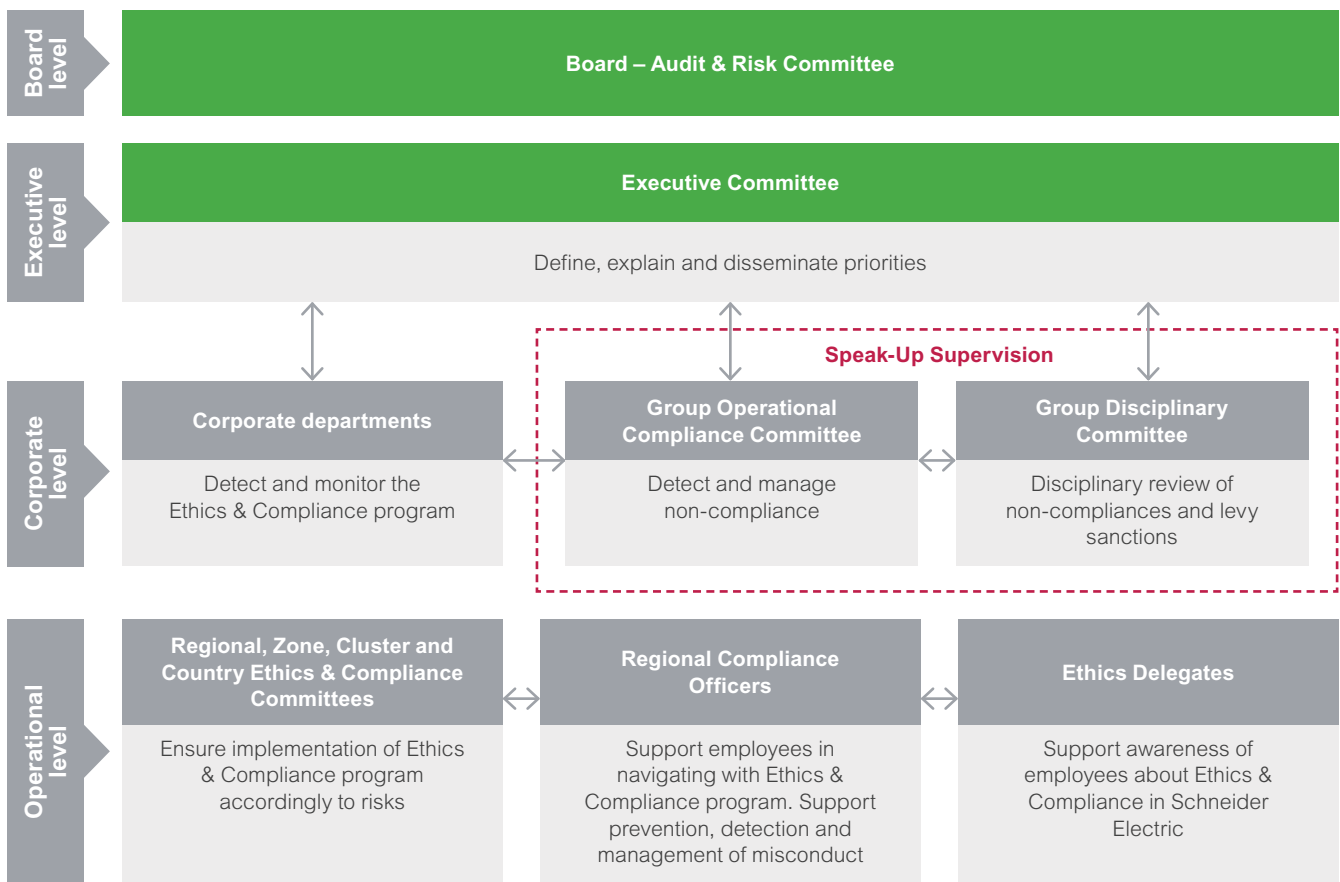 Board
level
Board – Audit & Risk Committee
Executive
level
Executive Committee
Define, explain and disseminate priorities
Speak-Up Supervision
Corporate
level
Corporate departments
Detect and monitor the
Ethics & Compliance program
Group Operational
Compliance Committee
Detect and manage
non-compliance
Group Disciplinary
Committee
Disciplinary review of
non-compliances and levy
sanctions
Operational
level
Regional, Zone, Cluster and
Country Ethics & Compliance
Committees
Ensure implementation of Ethics
& Compliance program
accordingly to risks
Regional Compliance
Officers
Support employees in
navigating with Ethics &
Compliance program. Support
prevention, detection and
management of misconduct
Ethics Delegates
Support awareness of
employees about Ethics &
Compliance in Schneider
Electric